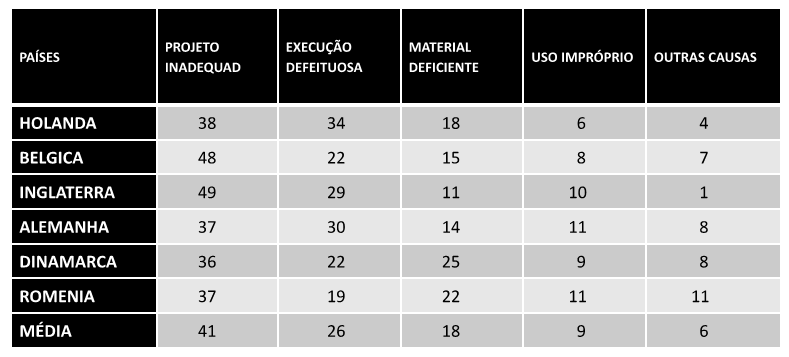 PAÍSES PROJETO INADEQUAD EXECUÇÃO DEFEITUOSA MATERIAL DEFICIENTE USO IMPRÓPRIO OUTRAS CAUSAS
HOLANDA 38 34 18 6 4
BELGICA 48 22 15 8 7
INGLATERRA 49 29 11 10 1
ALEMANHA 37 30 14 11 8
DINAMARCA 36 22 25 9 8
ROMENIA 37 19 22 11 11
MÉDIA 41 26 18 9 6